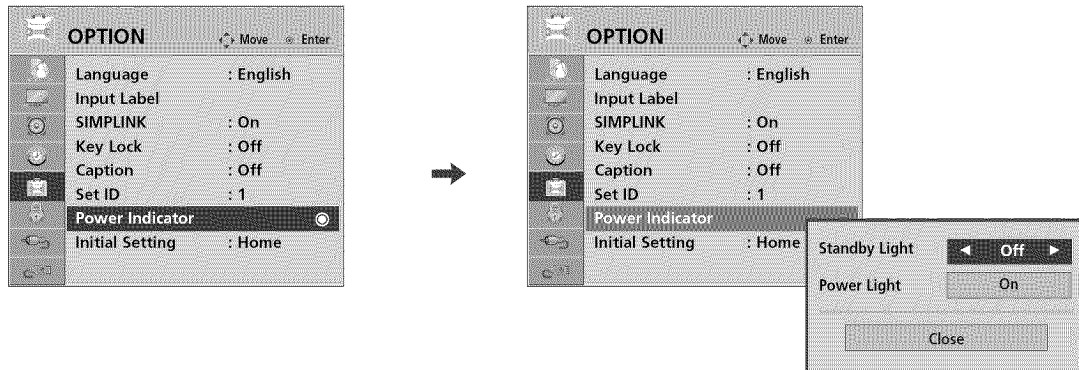 OPTION Move Enter
Language : English
Input Label
SIMPLINK : On
Key Lock : Off
Caption : Off
Set ID : 1
Power Indicator
Initial Setting : Home
OPTION Move Enter
Language : English
Input Label
SIMPLINK : On
Key Lock : Off
Caption : Off
Set ID : 1
Power Indicator
Initial Setting : Home
Standby Light Off
Power Light On
Close